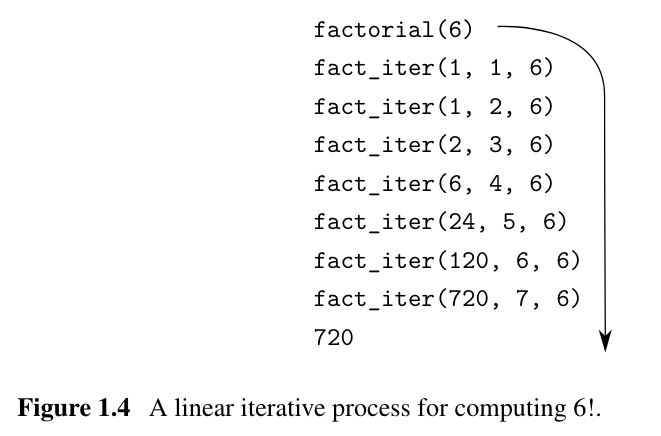 factorial(6)
fact_iter(1, 1, 6)
fact_iter(1, 2, 6)
fact_iter(2, 3, 6)
fact_iter(6, 4, 6)
fact_iter(24, 5, 6)
fact_iter(120, 6, 6)
fact_iter(720, 7, 6)
720
Figure 1.4 A linear iterative process for computing 6!.